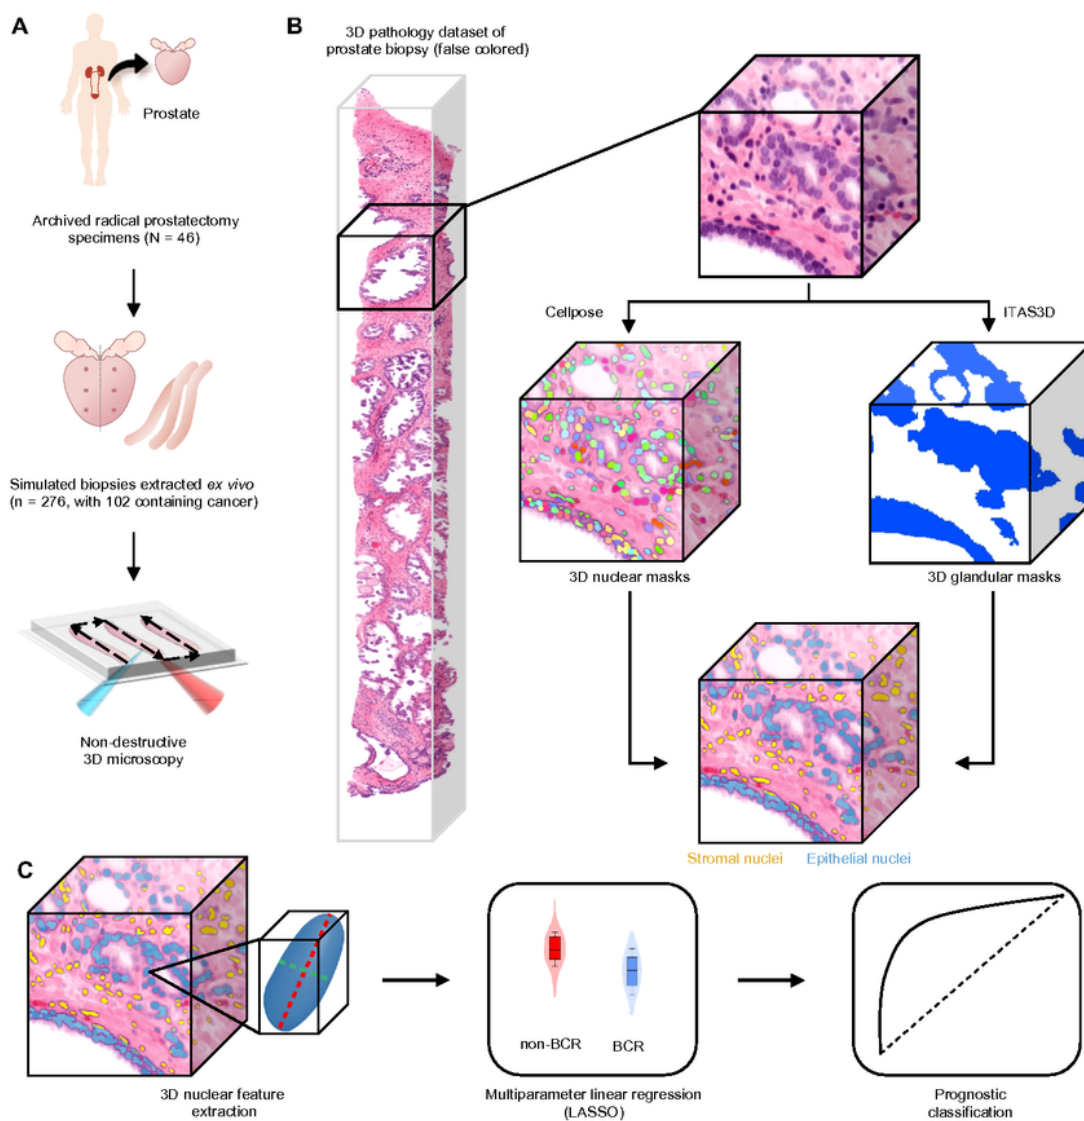 A
Prostate
Archived radical prostatectomy
specimens (N = 46)
Simulated biopsies extracted ex vivo
(n = 276, with 102 containing cancer)
Non-destructive
3D microscopy
B
3D pathology dataset of
prostate biopsy (false colored)
Cellpose
ITAS3D
3D nuclear masks
3D glandular masks
Stromal nuclei
Epithelial nuclei
C
3D nuclear feature
extraction
non-BCR
BCR
Multiparameter linear regression
(LASSO)
Prognostic
classification